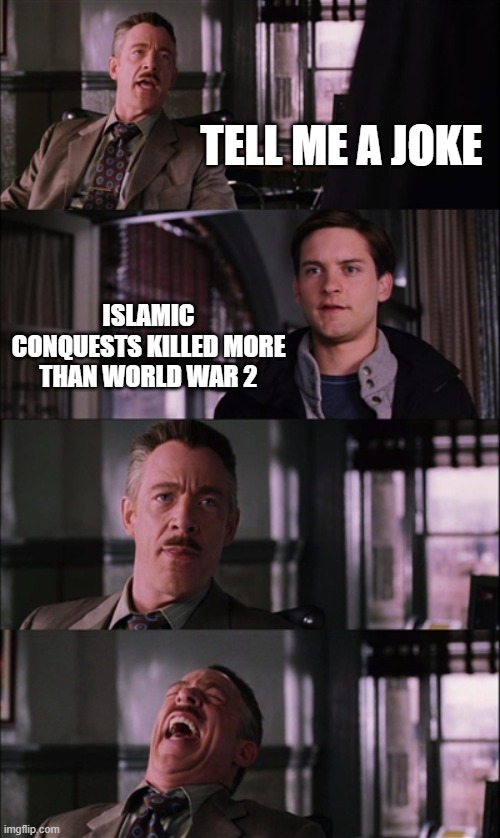 TELL ME A JOKE
ISLAMIC
CONQUESTS KILLED MORE
THAN WORLD WAR 2
imgflip.com